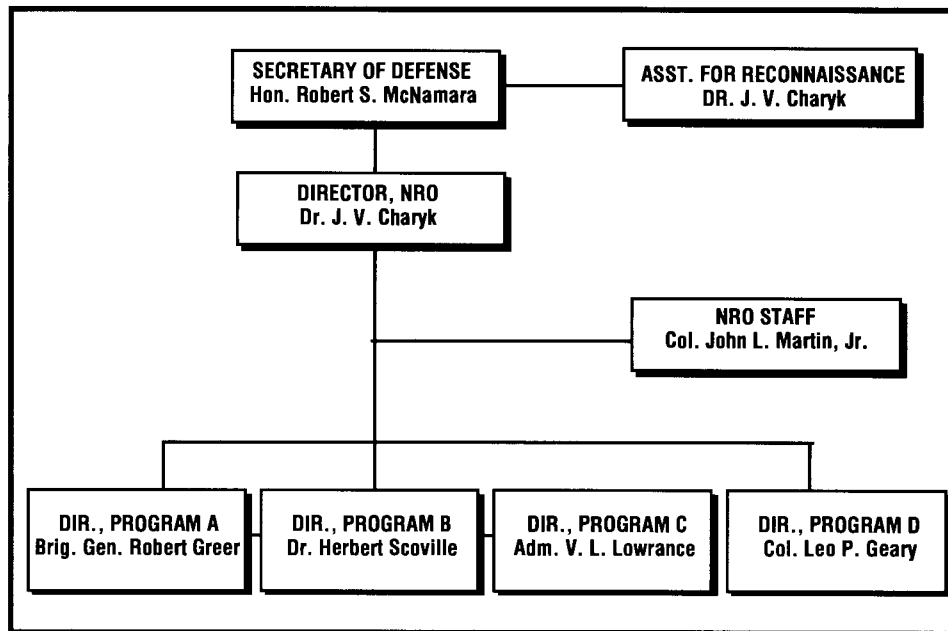 SECRETARY OF DEFENSE
Hon. Robert S. McNamara
ASST. FOR RECONNAISSANCE
DR. J. V. Charyk
DIRECTOR, NRO
Dr. J. V. Charyk
NRO STAFF
Col. John L. Martin, Jr.
DIR., PROGRAM A
Brig. Gen. Robert Greer
DIR., PROGRAM B
Dr. Herbert Scoville
DIR., PROGRAM C
Adm. V. L. Lowrance
DIR., PROGRAM D
Col. Leo P. Geary